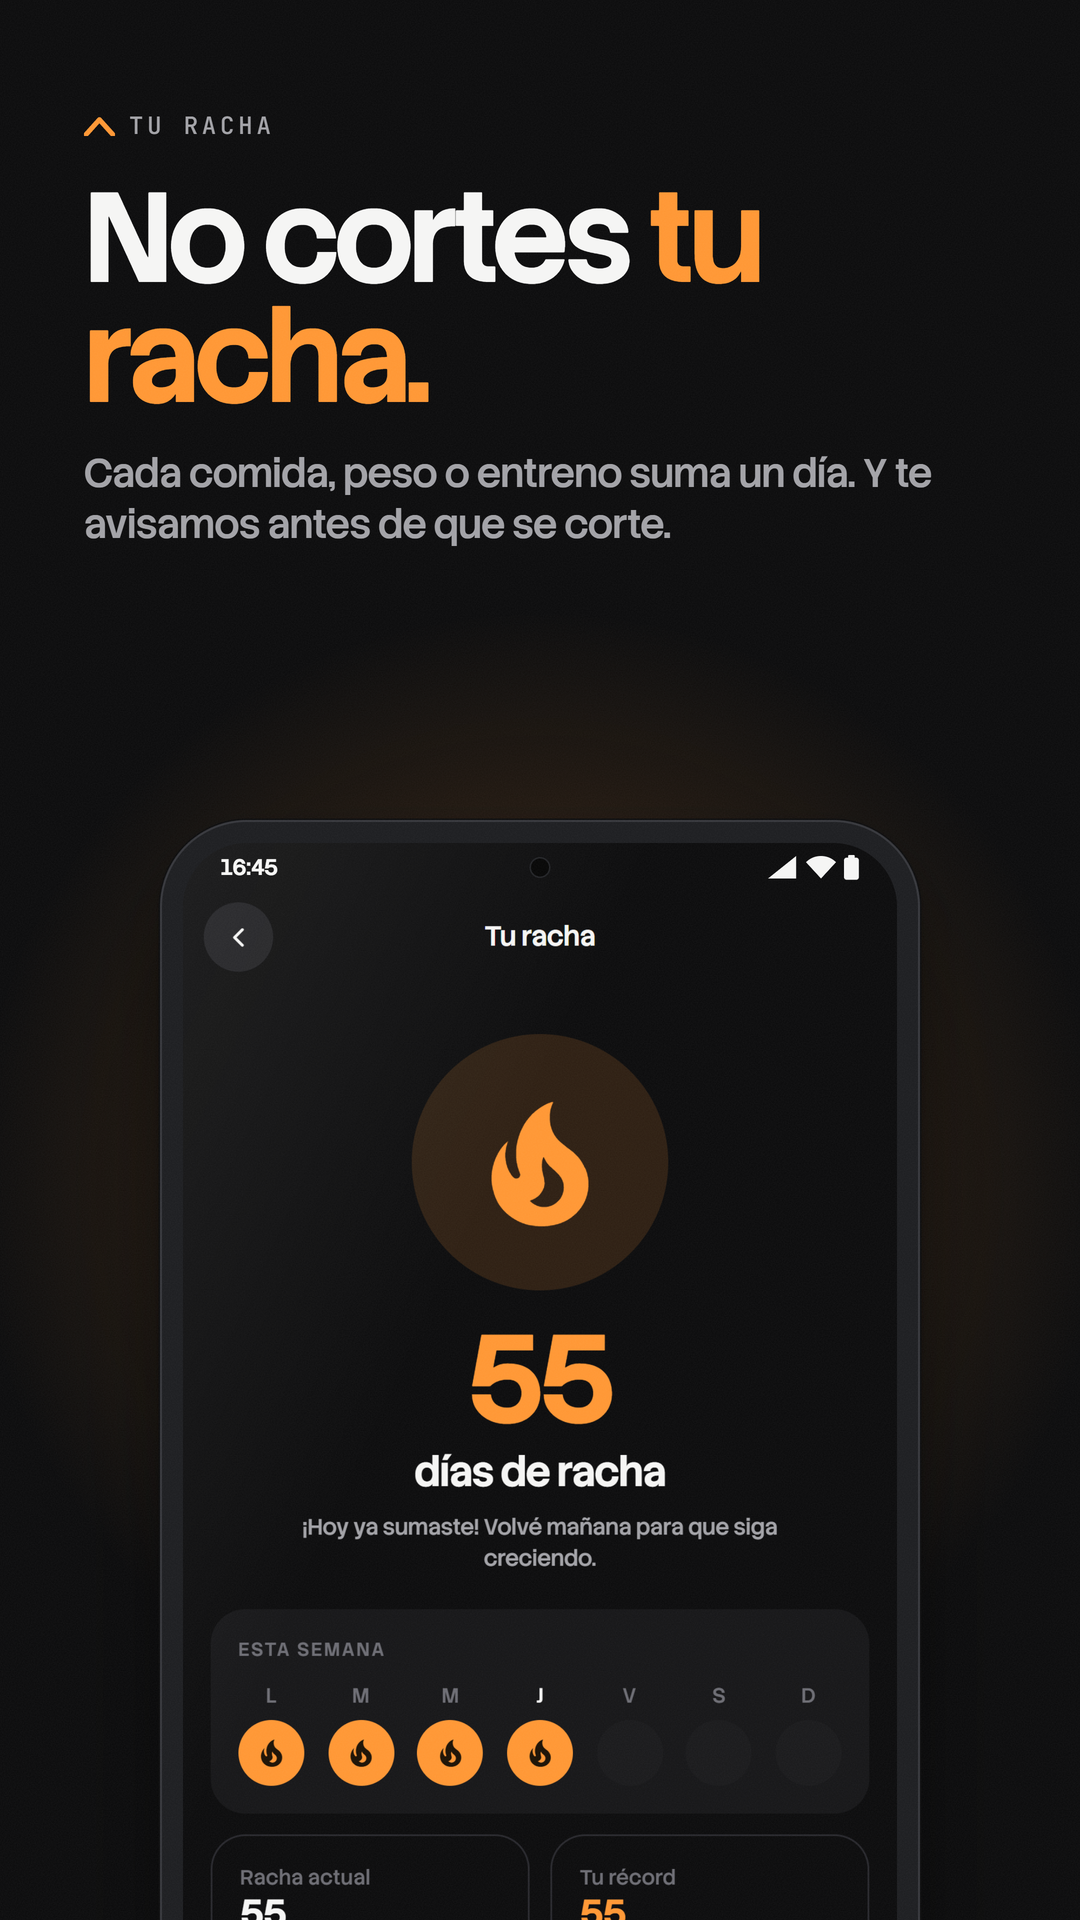 TU RACHA
No cortes tu
racha.
Cada comida, peso o entreno suma un día. Y te
avisamos antes de que se corte.
16:45
Tu racha
55
días de racha
¡Hoy ya sumaste! Volvé mañana para que siga
creciendo.
ESTA SEMANA
L M M J V S D
Racha actual Tu récord
55 55